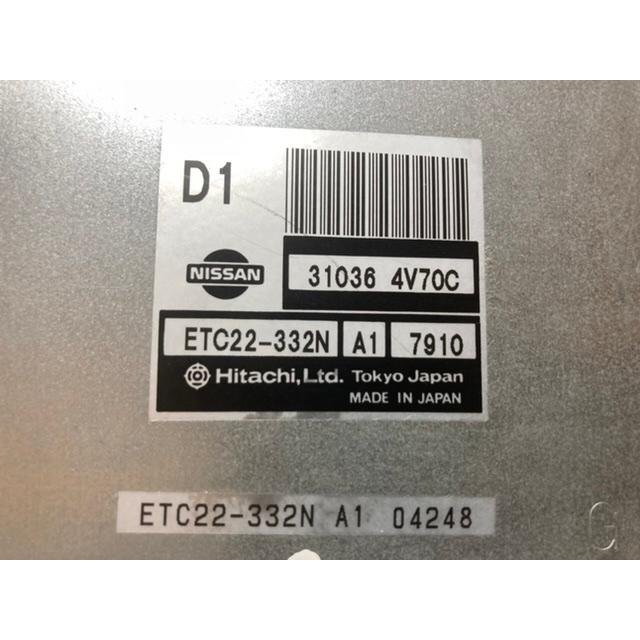 D1
NISSAN
31036 4V70C
ETC22-332N A1 7910
Hitachi,Ltd. Tokyo Japan
MADE IN JAPAN
ETC22-332N A1 04248
G